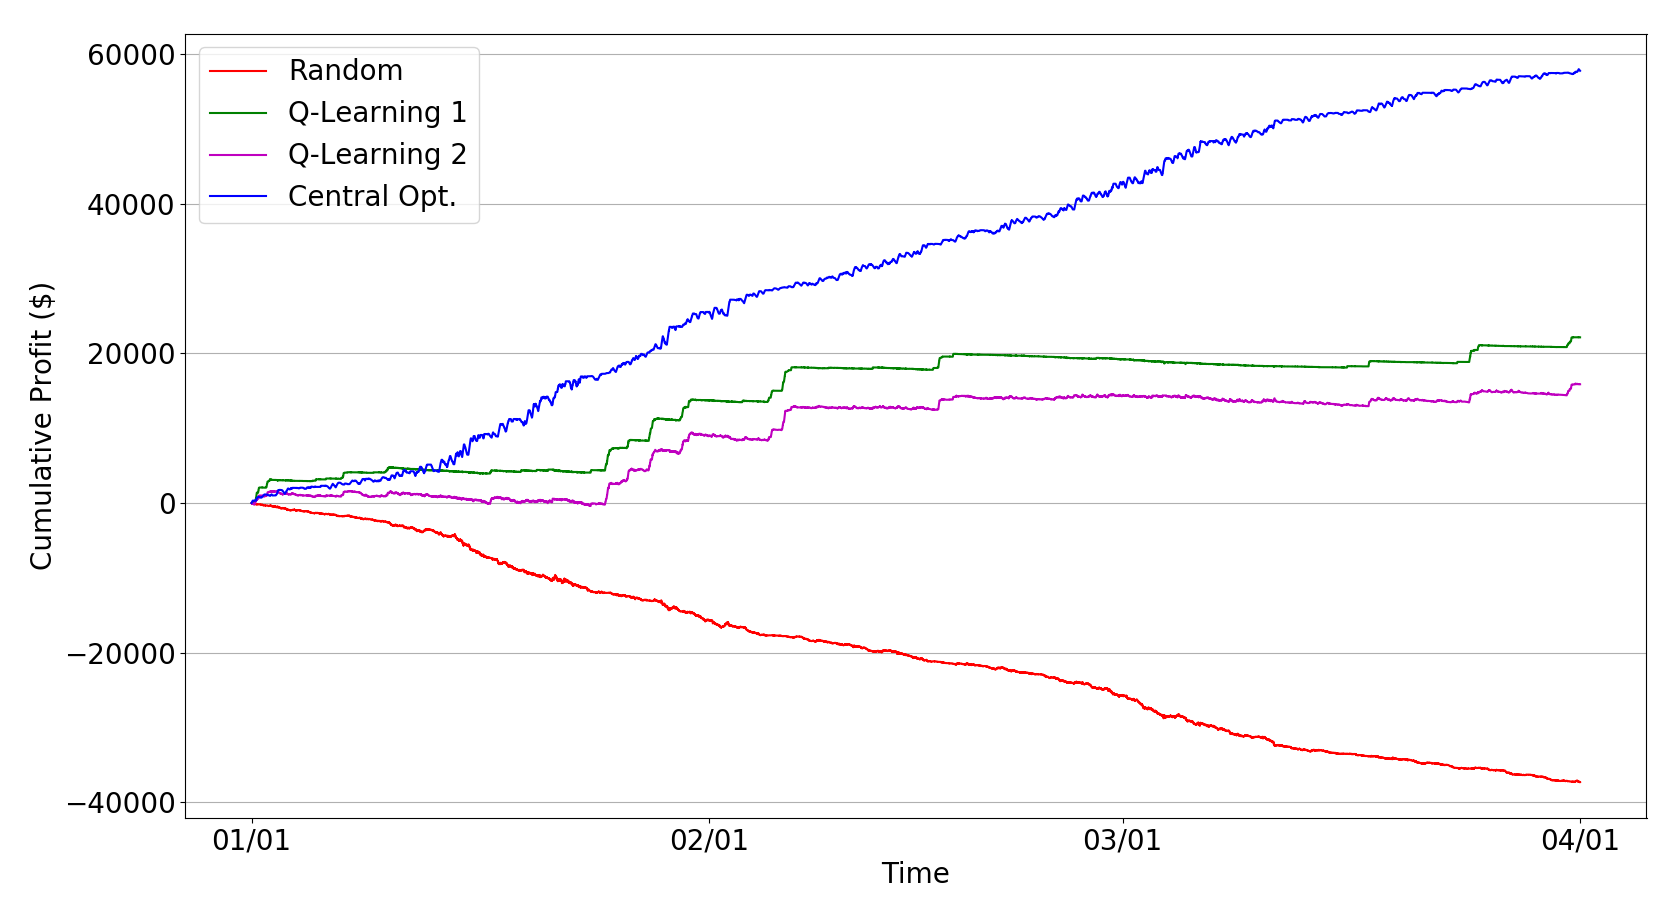 60000
40000
20000
0
−20000
−40000
Cumulative Profit ($)
Random
Q-Learning 1
Q-Learning 2
Central Opt.
01/01
02/01
03/01
04/01
Time